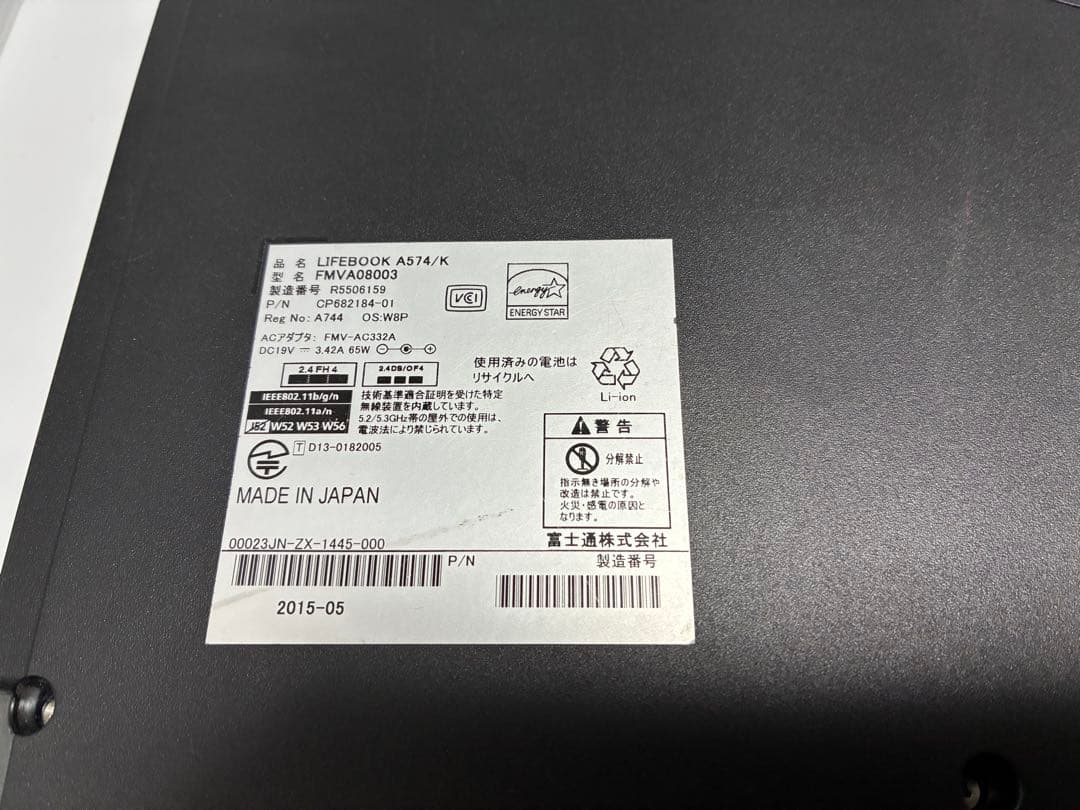 品 名 LIFEBOOK A574/K
型 名 FMVA08003
製造番号 R5506159
P/N CP682184-01
Reg No: A744 OS:W8P
VCCI
energy
ENERGY STAR
ACアダプタ: FMV-AC332A
DC19V ⎓ 3.42A 65W
2.4 FH 4
2.4DS/OF4
IEEE802.11b/g/n
IEEE802.11a/n
J52 W52 W53 W56
技術基準適合証明を受けた特定
無線装置を内蔵しています。
5.2/5.3GHz帯の屋外での使用は、
電波法により禁じられています。
使用済みの電池は
リサイクルへ
Li-ion
T D13-0182005
MADE IN JAPAN
警告
分解禁止
指示無き場所の分解や
改造は禁止です。
火災・感電の原因と
なります。
富士通株式会社
00023JN-ZX-1445-000
P/N
製造番号
2015-05